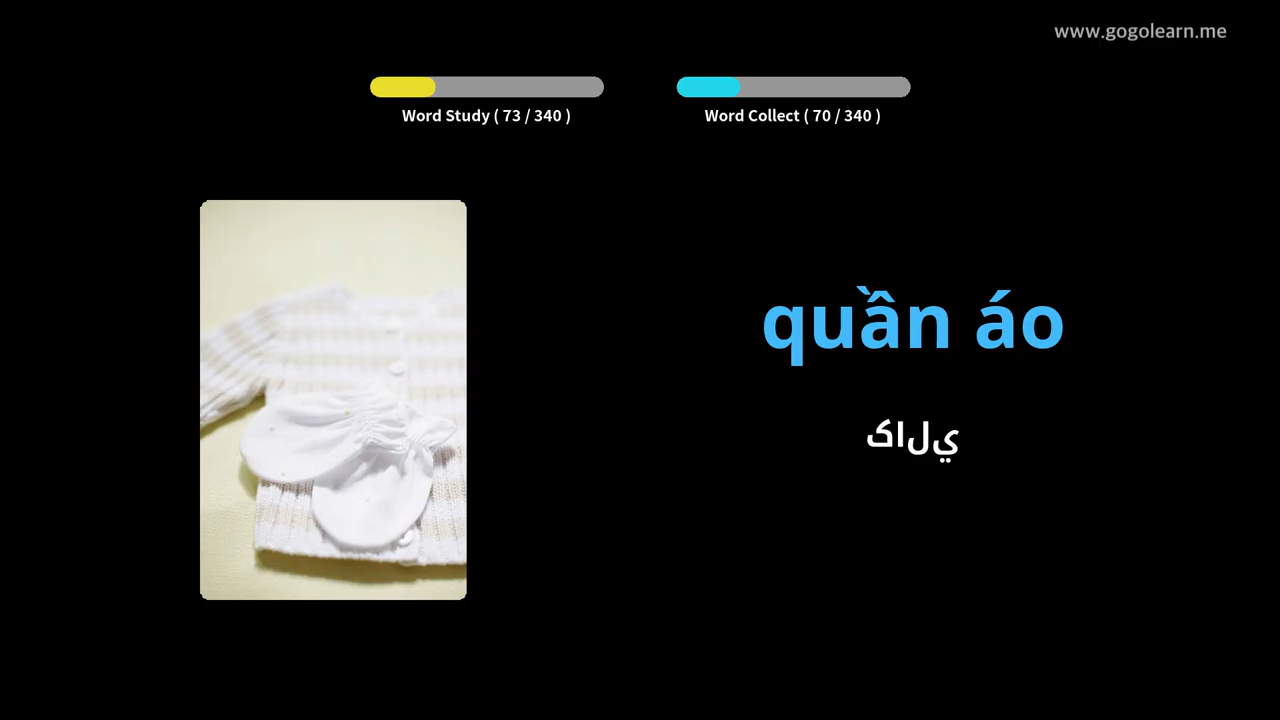 www.gogolearn.me
Word Study ( 73 / 340 )
Word Collect ( 70 / 340 )
quần áo
کالي